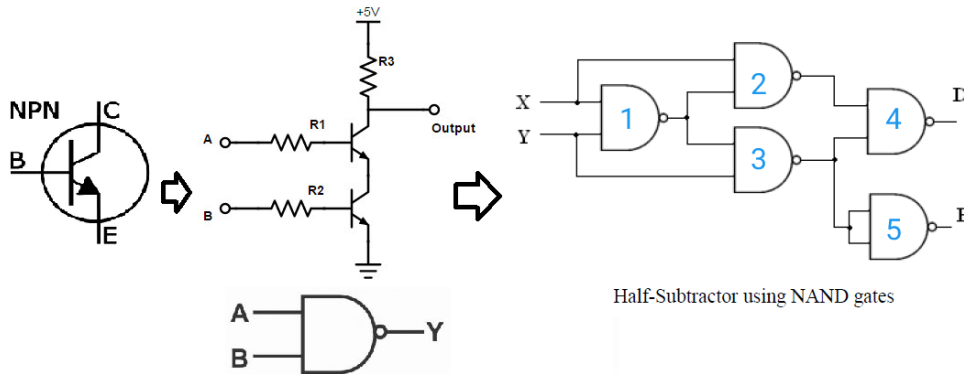 NPN
C
B
E
+5V
R3
Output
A
R1
B
R2
A
B
Y
X
Y
1
2
3
4
5
D
Half-Subtractor using NAND gates